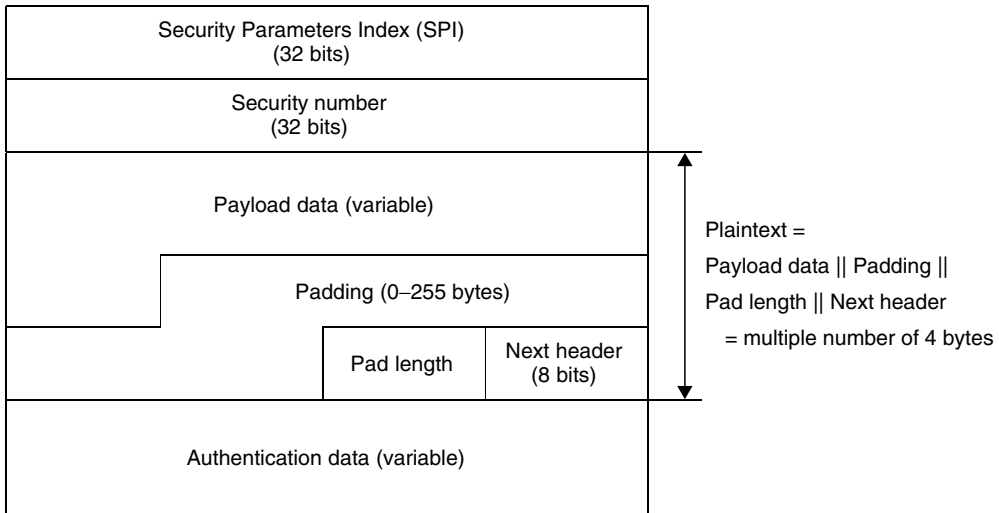 Security Parameters Index (SPI)
(32 bits)
Security number
(32 bits)
Payload data (variable)
Padding (0–255 bytes)
Pad length
Next header
(8 bits)
Authentication data (variable)
Plaintext =
Payload data || Padding ||
Pad length || Next header
= multiple number of 4 bytes